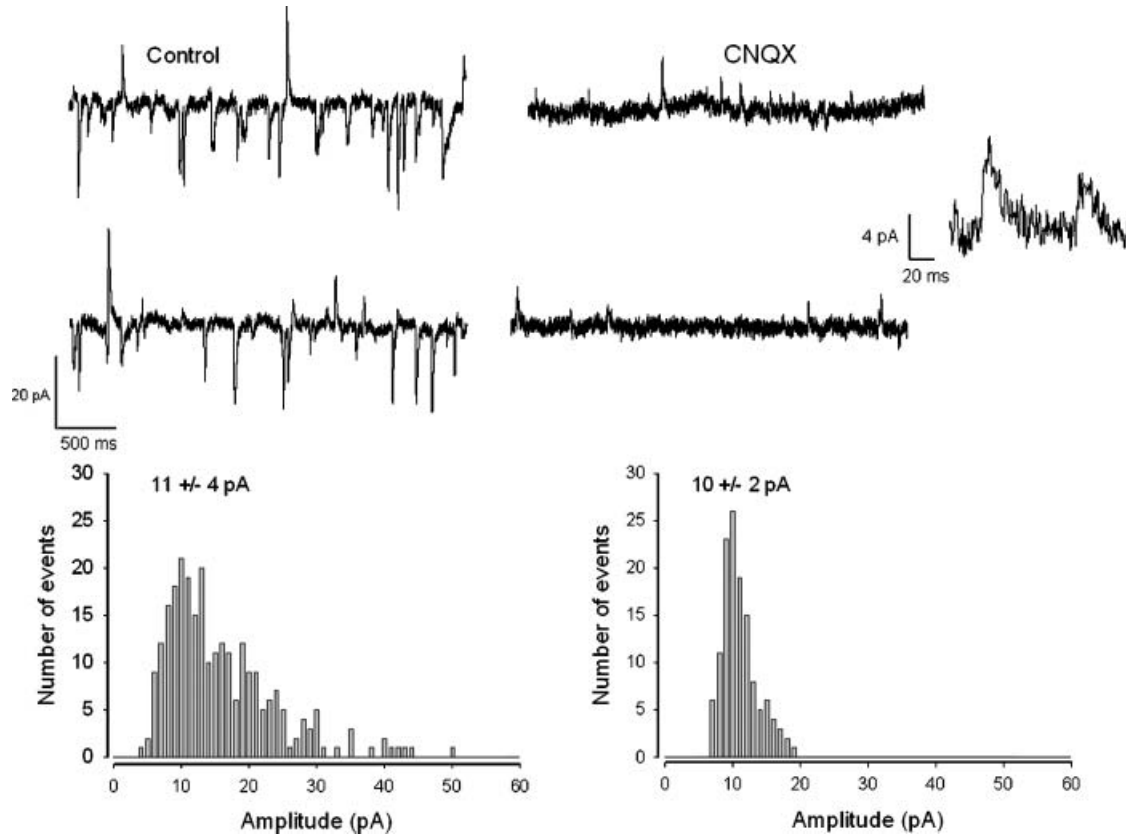 Control
CNQX
4 pA
20 ms
20 pA
500 ms
11 +/- 4 pA
30
25
20
15
10
5
0
Number of events
0 10 20 30 40 50 60
Amplitude (pA)
10 +/- 2 pA
30
25
20
15
10
5
0
Number of events
0 10 20 30 40 50 60
Amplitude (pA)